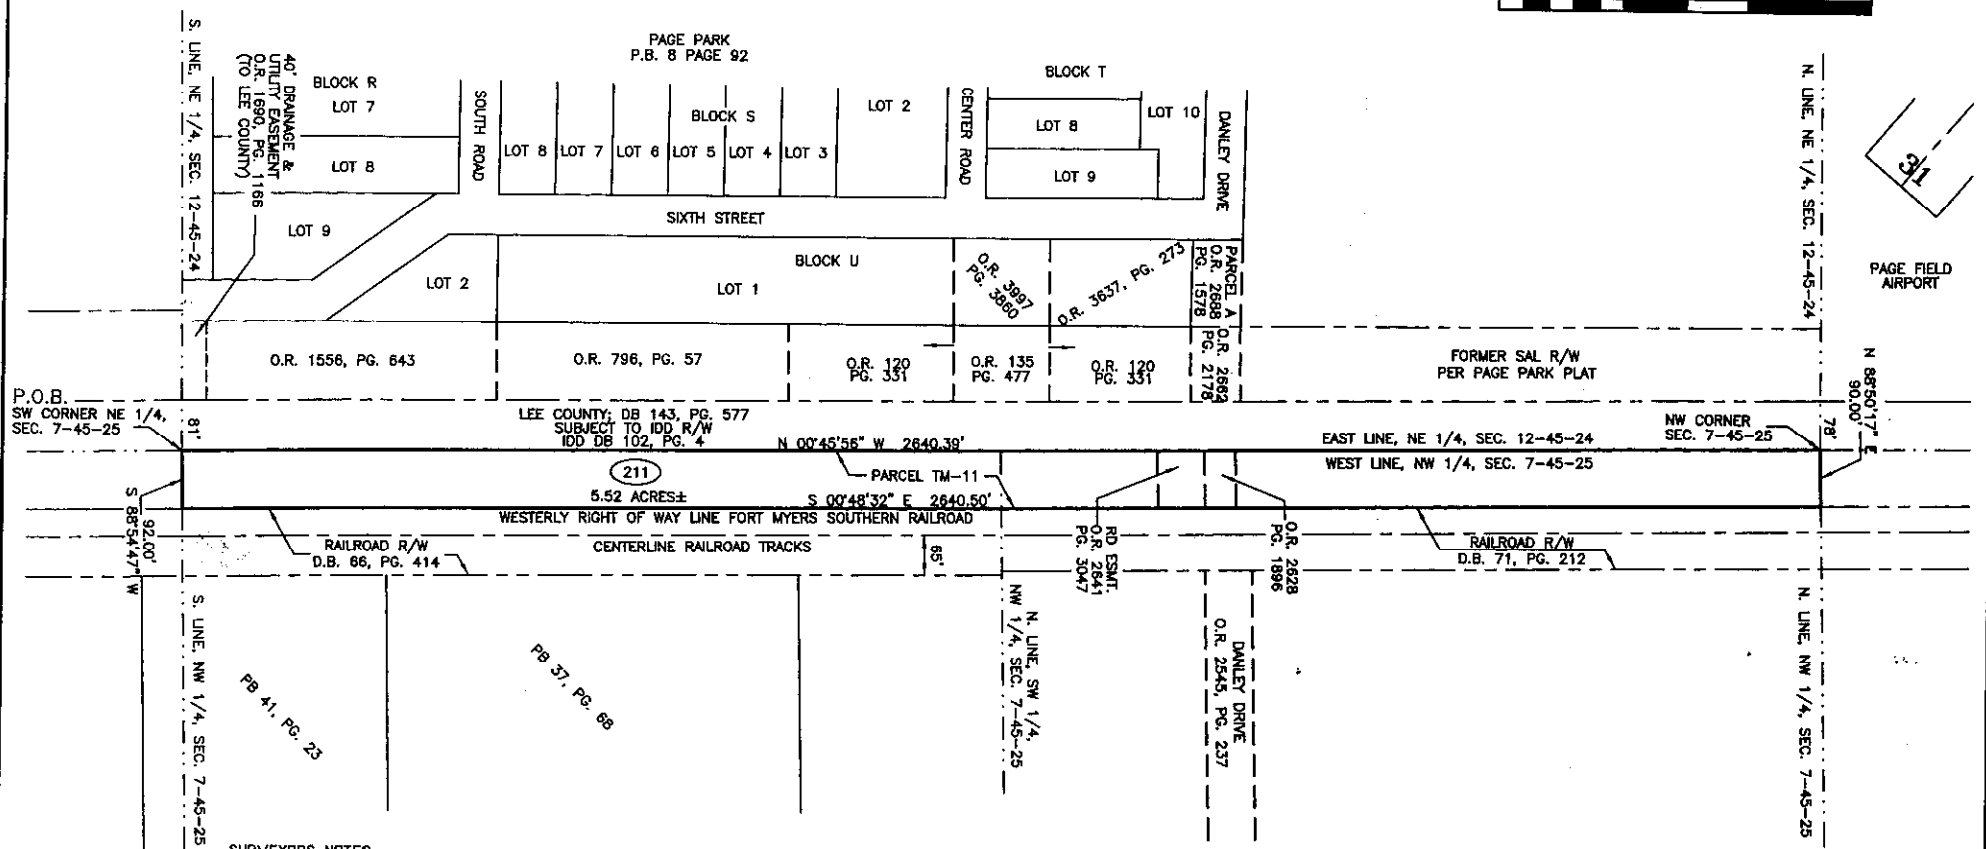 PAGE PARK
P.B. 8 PAGE 92
S. LINE, NE 1/4, SEC. 12-45-24
40' DRAINAGE &
UTILITY EASEMENT
O.R. 1690, PG. 1166
(TO LEE COUNTY)
BLOCK R
LOT 7
LOT 8
LOT 9
SOUTH ROAD
BLOCK S
LOT 8
LOT 7
LOT 6
LOT 5
LOT 4
LOT 3
LOT 2
CENTER ROAD
BLOCK T
LOT 8
LOT 9
LOT 10
DANLEY DRIVE
N. LINE, NE 1/4, SEC. 12-45-24
31
PAGE FIELD
AIRPORT
SIXTH STREET
BLOCK U
LOT 2
LOT 1
O.R. 3997
PG. 3860
O.R. 3637, PG. 273
PARCEL A
O.R. 2688
PG. 1578
O.R. 1556, PG. 643
O.R. 796, PG. 57
O.R. 120
PG. 331
O.R. 135
PG. 477
O.R. 120
PG. 331
O.R. 2662
PG. 2178
FORMER SAL R/W
PER PAGE PARK PLAT
N 88°50'17" E
90.00'
P.O.B.
SW CORNER NE 1/4,
SEC. 7-45-25
81'
LEE COUNTY; DB 143, PG. 577
SUBJECT TO IDD R/W
IDD DB 102, PG. 4
N 00°45'56" W 2640.39'
EAST LINE, NE 1/4, SEC. 12-45-24
NW CORNER
SEC. 7-45-25
78'
WEST LINE, NW 1/4, SEC. 7-45-25
211
5.52 ACRES±
PARCEL TM-11
S 00°48'32" E 2640.50'
WESTERLY RIGHT OF WAY LINE FORT MYERS SOUTHERN RAILROAD
92.00'
S 88°54'47" W
RAILROAD R/W
D.B. 66, PG. 414
CENTERLINE RAILROAD TRACKS
65'
RD ESMT.
O.R. 2641
PG. 3047
O.R. 2628
PG. 1896
RAILROAD R/W
D.B. 71, PG. 212
S. LINE, NW 1/4, SEC. 7-45-25
PB 41, PG. 23
PB 37, PG. 68
N. LINE, SW 1/4,
NW 1/4, SEC. 7-45-25
DANLEY DRIVE
O.R. 2545, PG. 237
N. LINE, NW 1/4, SEC. 7-45-25
SURVEYORS NOTES